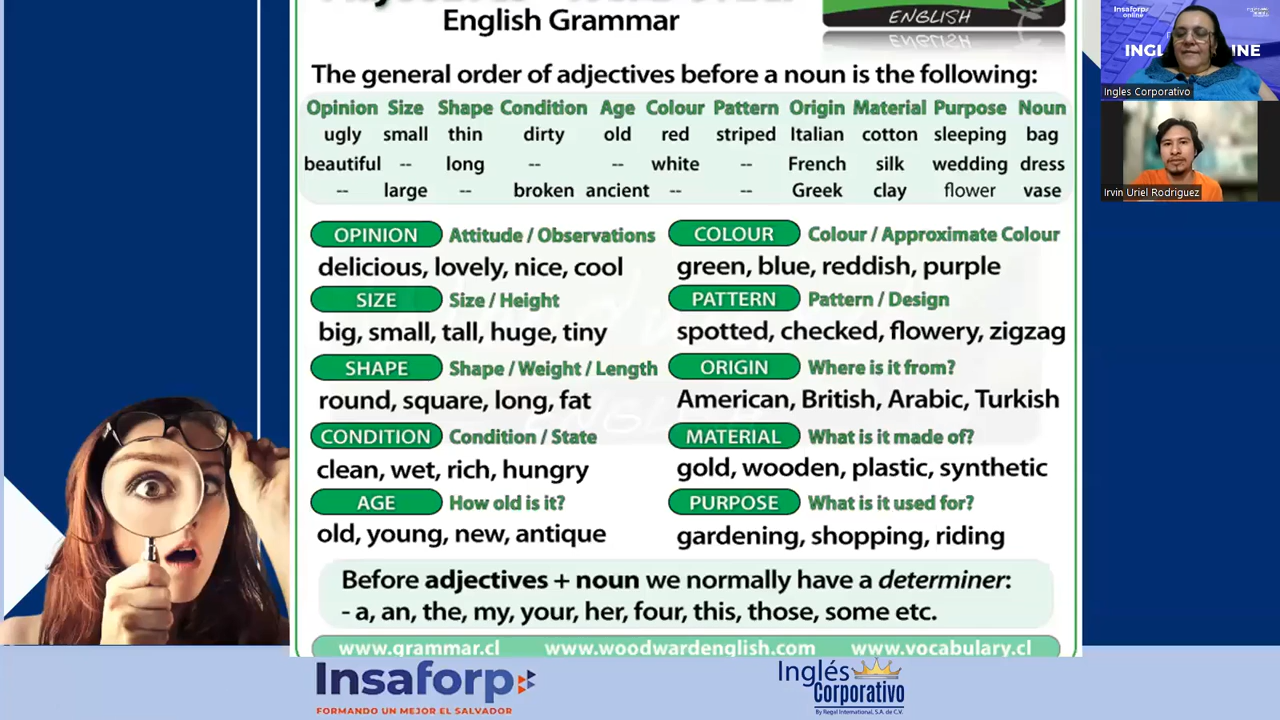 English Grammar
ENGLISH
The general order of adjectives before a noun is the following:
Opinion Size Shape Condition Age Colour Pattern Origin Material Purpose Noun
ugly small thin dirty old red striped Italian cotton sleeping bag
beautiful -- long -- -- white -- French silk wedding dress
-- large -- broken ancient -- -- Greek clay flower vase
OPINION Attitude / Observations
delicious, lovely, nice, cool
SIZE Size / Height
big, small, tall, huge, tiny
SHAPE Shape / Weight / Length
round, square, long, fat
CONDITION Condition / State
clean, wet, rich, hungry
AGE How old is it?
old, young, new, antique
COLOUR Colour / Approximate Colour
green, blue, reddish, purple
PATTERN Pattern / Design
spotted, checked, flowery, zigzag
ORIGIN Where is it from?
American, British, Arabic, Turkish
MATERIAL What is it made of?
gold, wooden, plastic, synthetic
PURPOSE What is it used for?
gardening, shopping, riding
Before adjectives + noun we normally have a determiner:
- a, an, the, my, your, her, four, this, those, some etc.
www.grammar.cl www.woodwardenglish.com www.vocabulary.cl
Insaforp
FORMANDO UN MEJOR EL SALVADOR
Inglés
Corporativo
By Regal International, S.A. de C.V.
Insaforp
online
INGL INE
Ingles Corporativo
Irvin Uriel Rodriguez